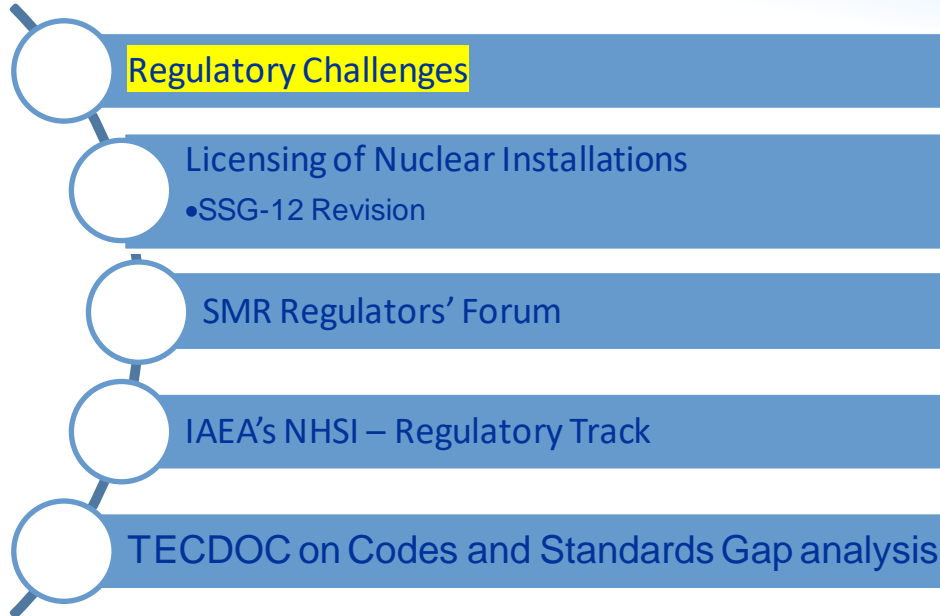 Regulatory Challenges
Licensing of Nuclear Installations
•SSG-12 Revision
SMR Regulators’ Forum
IAEA’s NHSI – Regulatory Track
TECDOC on Codes and Standards Gap analysis